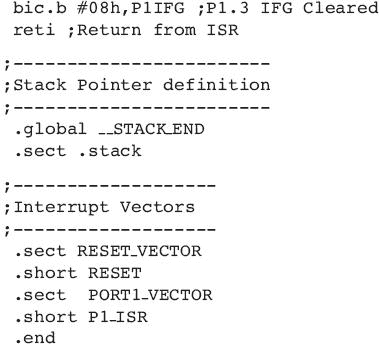 bic.b #08h,P1IFG ;P1.3 IFG Cleared
reti ;Return from ISR
;-----------------------
;Stack Pointer definition
;-----------------------
.global __STACK_END
.sect .stack
;------------------
;Interrupt Vectors
;------------------
.sect RESET_VECTOR
.short RESET
.sect  PORT1_VECTOR
.short P1_ISR
.end